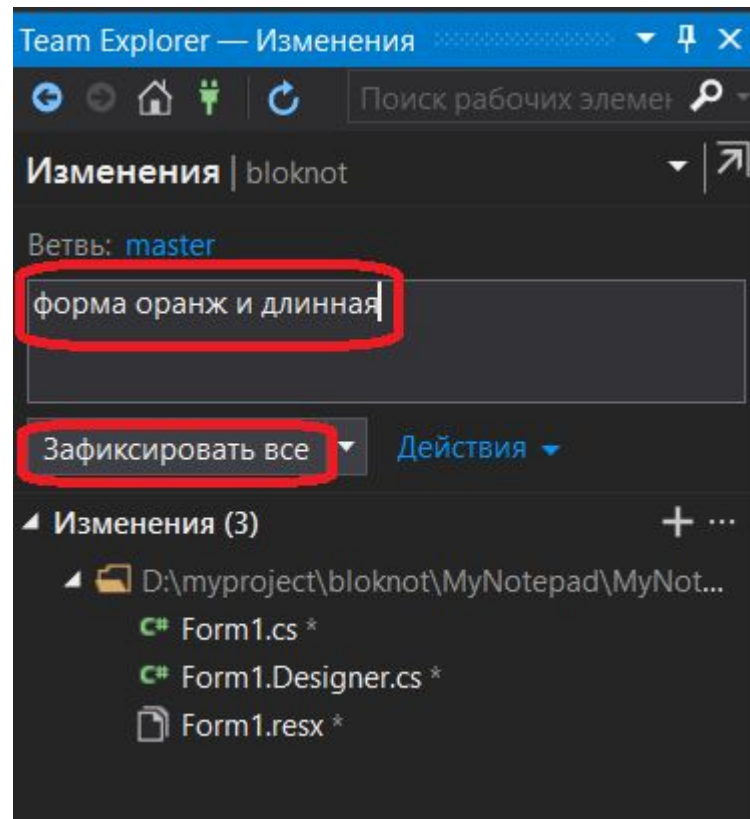 Team Explorer — Изменения
Поиск рабочих элемен
Изменения | bloknot
Ветвь: master
форма оранж и длинная
Зафиксировать все
Действия
Изменения (3)
D:\myproject\bloknot\MyNotepad\MyNot...
C# Form1.cs *
C# Form1.Designer.cs *
Form1.resx *